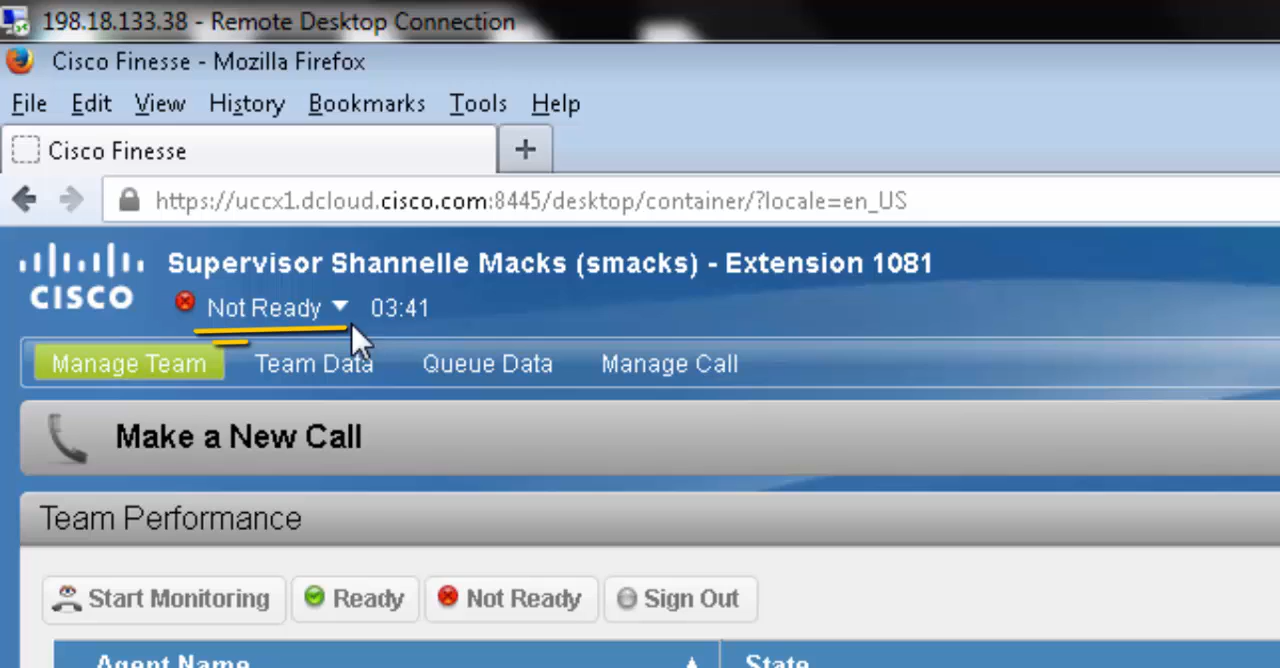 198.18.133.38 - Remote Desktop Connection
Cisco Finesse - Mozilla Firefox
File Edit View History Bookmarks Tools Help
Cisco Finesse +
https://uccx1.dcloud.cisco.com:8445/desktop/container/?locale=en_US
CISCO
Supervisor Shannelle Macks (smacks) - Extension 1081
Not Ready 03:41
Manage Team Team Data Queue Data Manage Call
Make a New Call
Team Performance
Start Monitoring Ready Not Ready Sign Out
Agent Name State